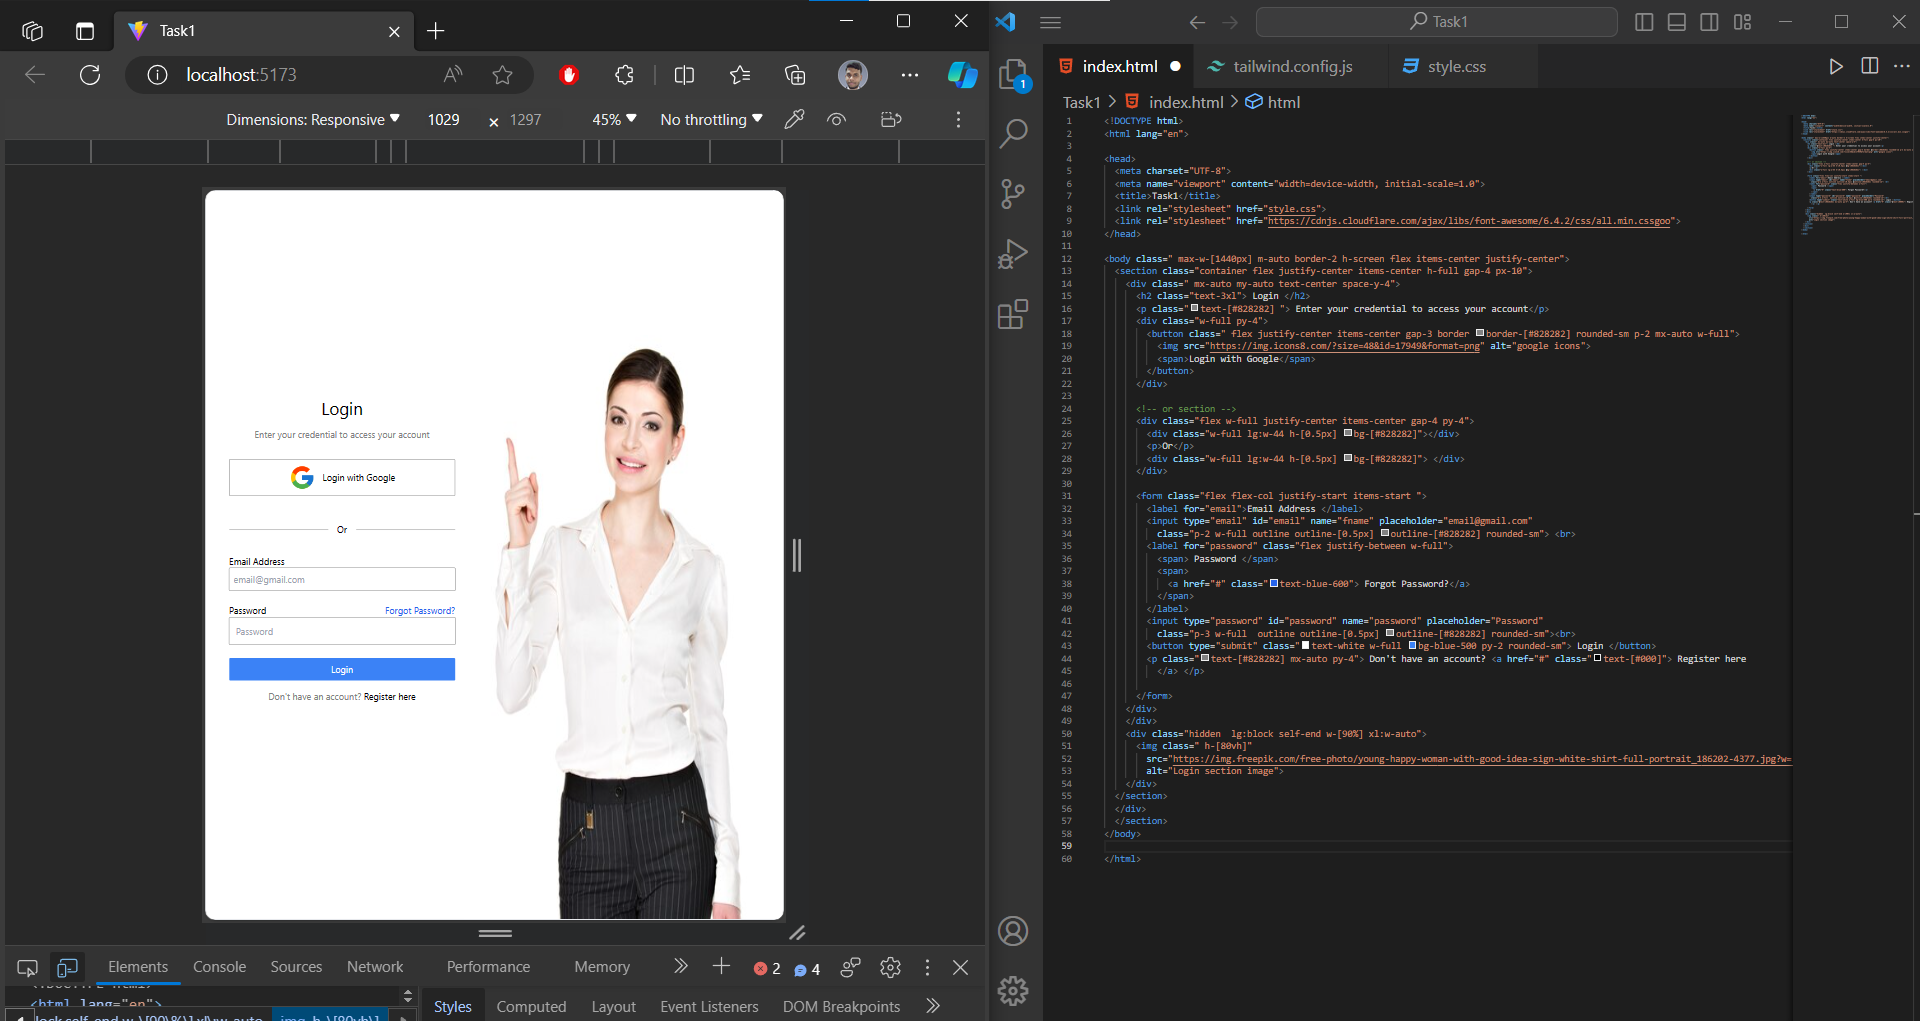 Task1
localhost:5173
Dimensions: Responsive 1029 × 1297 45% No throttling
Login
Enter your credential to access your account
Login with Google
Or
Email Address
email@gmail.com
Password Forgot Password?
Password
Login
Don't have an account? Register here
Elements Console Sources Network Performance Memory 2 4
<html lang="en">
Styles Computed Layout Event Listeners DOM Breakpoints
Task1
1
index.html tailwind.config.js style.css
Task1 > index.html > html
1 <!DOCTYPE html>
2 <html lang="en">
3
4 <head>
5 <meta charset="UTF-8">
6 <meta name="viewport" content="width=device-width, initial-scale=1.0">
7 <title>Task1</title>
8 <link rel="stylesheet" href="style.css">
9 <link rel="stylesheet" href="https://cdnjs.cloudflare.com/ajax/libs/font-awesome/6.4.2/css/all.min.cssgoo">
10 </head>
11
12 <body class=" max-w-[1440px] m-auto border-2 h-screen flex items-center justify-center">
13 <section class="container flex justify-center items-center h-full gap-4 px-10">
14 <div class=" mx-auto my-auto text-center space-y-4">
15 <h2 class="text-3xl"> Login </h2>
16 <p class="text-[#828282] "> Enter your credential to access your account</p>
17 <div class="w-full py-4">
18 <button class=" flex justify-center items-center gap-3 border border-[#828282] rounded-sm p-2 mx-auto w-full">
19 <img src="https://img.icons8.com/?size=48&id=17949&format=png" alt="google icons">
20 <span>Login with Google</span>
21 </button>
22 </div>
23
24 <!-- or section -->
25 <div class="flex w-full justify-center items-center gap-4 py-4">
26 <div class="w-full lg:w-44 h-[0.5px] bg-[#828282]"></div>
27 <p>Or</p>
28 <div class="w-full lg:w-44 h-[0.5px] bg-[#828282]"> </div>
29 </div>
30
31 <form class="flex flex-col justify-start items-start ">
32 <label for="email">Email Address </label>
33 <input type="email" id="email" name="fname" placeholder="email@gmail.com"
34 class="p-2 w-full outline outline-[0.5px] outline-[#828282] rounded-sm"> <br>
35 <label for="password" class="flex justify-between w-full">
36 <span> Password </span>
37 <span>
38 <a href="#" class="text-blue-600"> Forgot Password?</a>
39 </span>
40 </label>
41 <input type="password" id="password" name="password" placeholder="Password"
42 class="p-3 w-full  outline outline-[0.5px] outline-[#828282] rounded-sm"><br>
43 <button type="submit" class="text-white w-full bg-blue-500 py-2 rounded-sm"> Login </button>
44 <p class="text-[#828282] mx-auto py-4"> Don't have an account? <a href="#" class="text-[#000]"> Register here
45 </a> </p>
46
47 </form>
48 </div>
49 </div>
50 <div class="hidden  lg:block self-end w-[90%] xl:w-auto">
51 <img class=" h-[80vh]"
52 src="https://img.freepik.com/free-photo/young-happy-woman-with-good-idea-sign-white-shirt-full-portrait_186202-4377.jpg?w=
53 alt="Login section image">
54 </div>
55 </section>
56 </div>
57 </section>
58 </body>
59
60 </html>